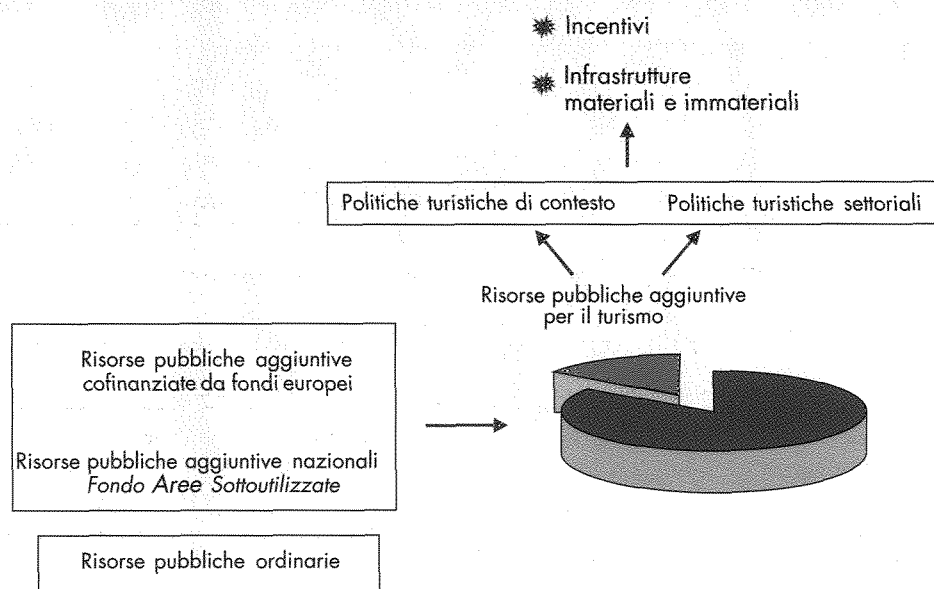 Incentivi
Infrastrutture
materiali e immateriali
Politiche turistiche di contesto Politiche turistiche settoriali
Risorse pubbliche aggiuntive
per il turismo
Risorse pubbliche aggiuntive
cofinanziate da fondi europei
Risorse pubbliche aggiuntive nazionali
Fondo Aree Sottoutilizzate
Risorse pubbliche ordinarie